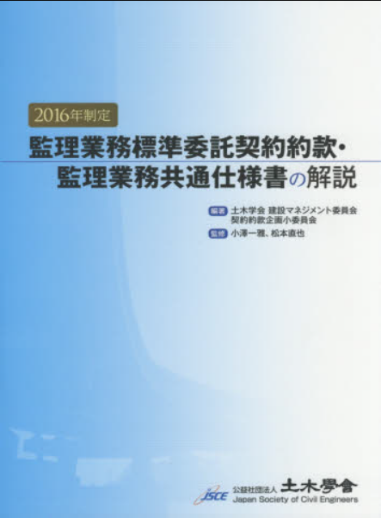 2016年制定
監理業務標準委託契約約款・
監理業務共通仕様書の解説
編著 土木学会 建設マネジメント委員会
契約約款企画小委員会
監修 小澤一雅、松本直也
JSCE 公益社団法人 土木學會
Japan Society of Civil Engineers